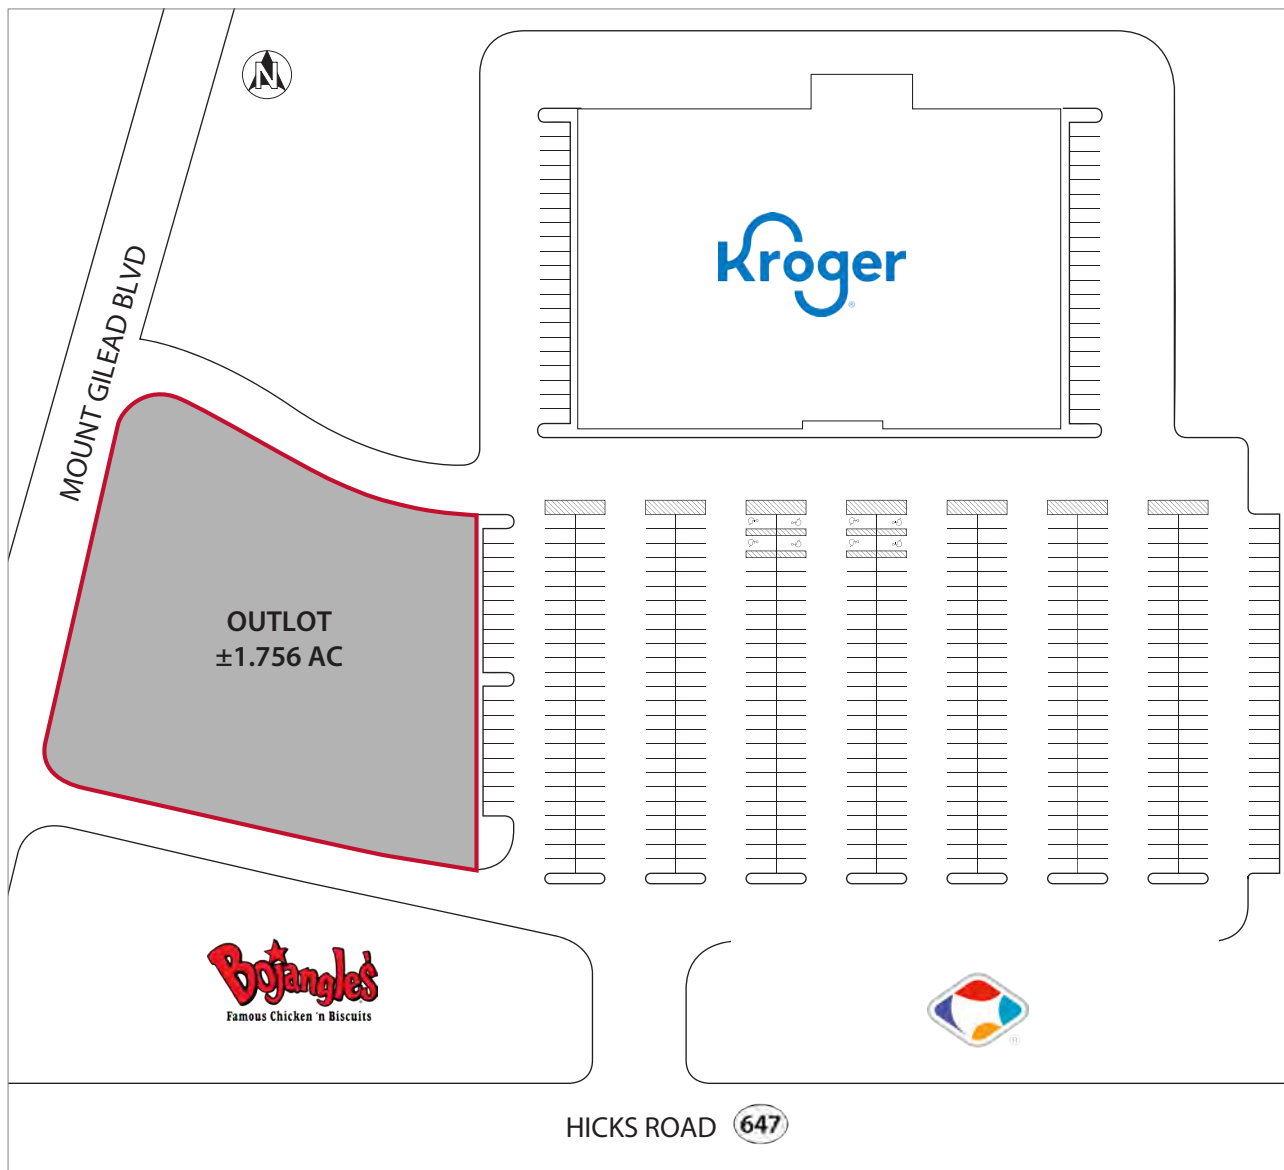 N
Kroger
®
MOUNT GILEAD BLVD
OUTLOT
±1.756 AC
Bojangles'
Famous Chicken 'n Biscuits
®
HICKS ROAD 647